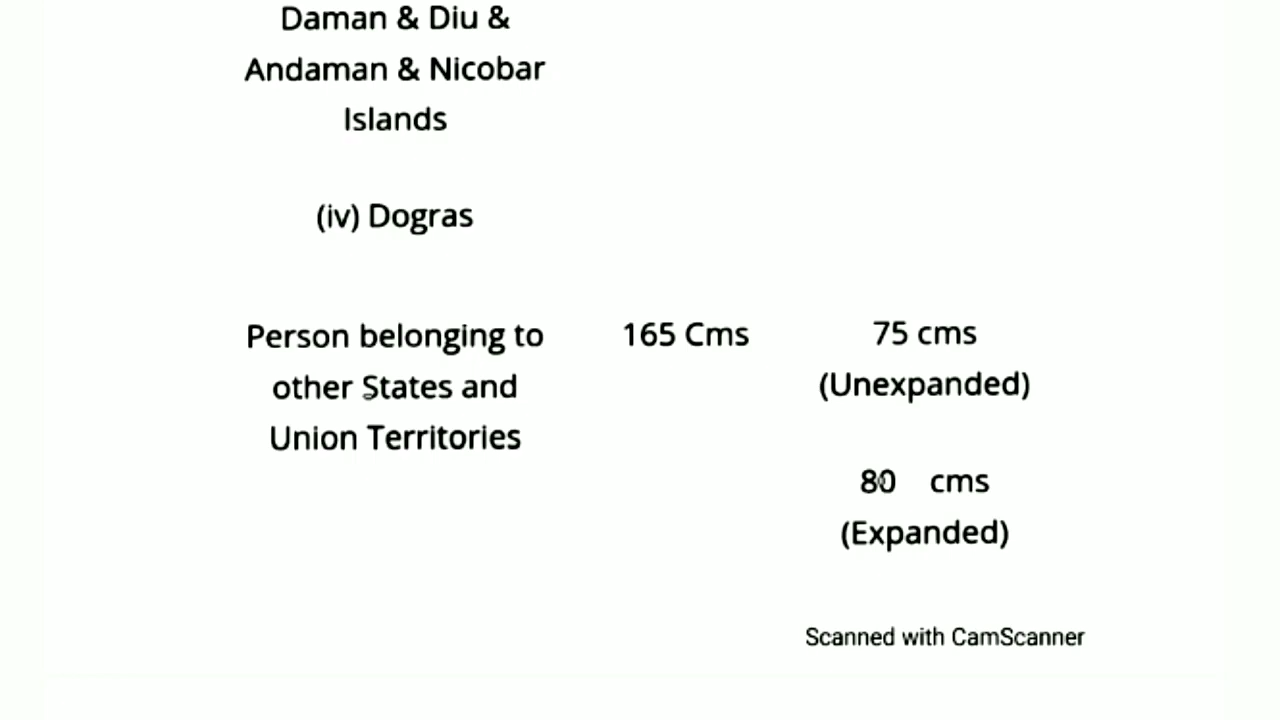 Daman & Diu &
Andaman & Nicobar
Islands
(iv) Dogras
Person belonging to 165 Cms 75 cms
other States and (Unexpanded)
Union Territories
80 cms
(Expanded)
Scanned with CamScanner